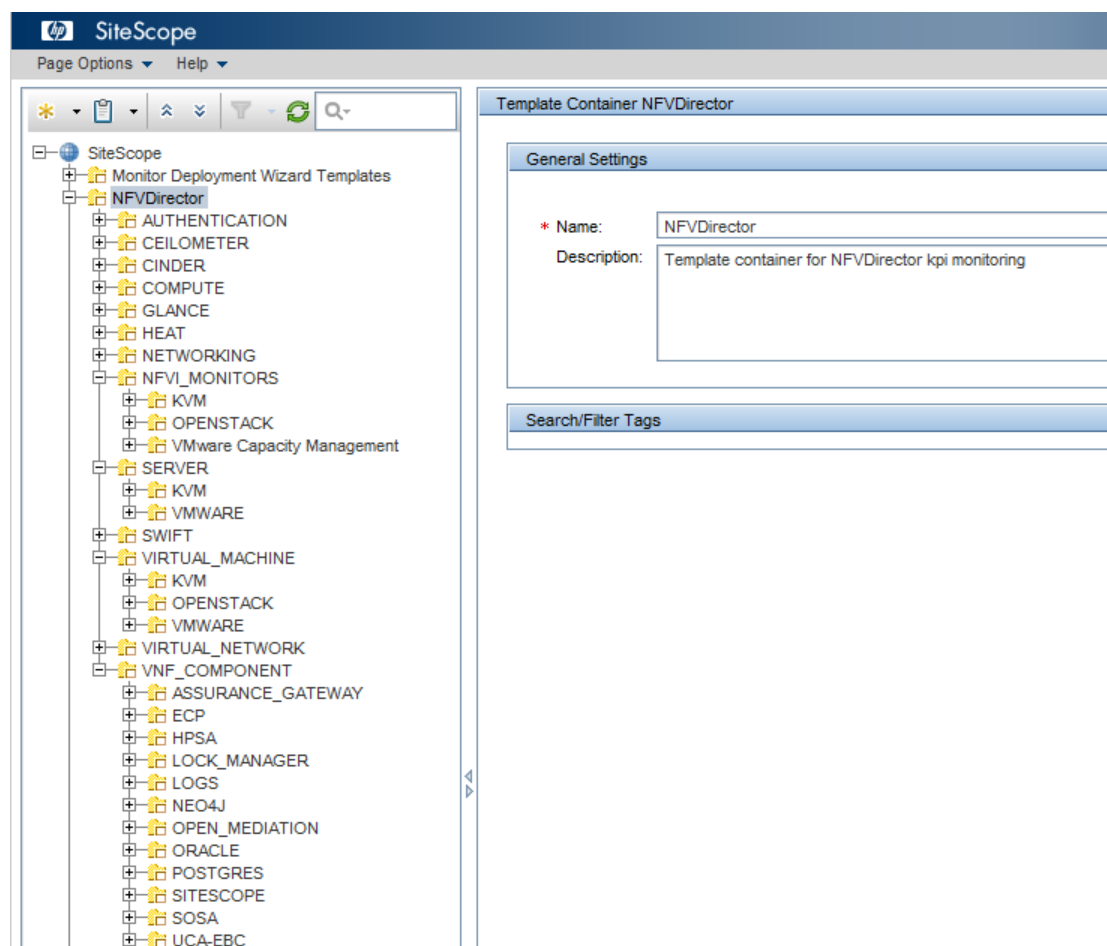 hp SiteScope
Page Options Help
SiteScope
Monitor Deployment Wizard Templates
NFVDirector
AUTHENTICATION
CEILOMETER
CINDER
COMPUTE
GLANCE
HEAT
NETWORKING
NFVI_MONITORS
KVM
OPENSTACK
VMware Capacity Management
SERVER
KVM
VMWARE
SWIFT
VIRTUAL_MACHINE
KVM
OPENSTACK
VMWARE
VIRTUAL_NETWORK
VNF_COMPONENT
ASSURANCE_GATEWAY
ECP
HPSA
LOCK_MANAGER
LOGS
NEO4J
OPEN_MEDIATION
ORACLE
POSTGRES
SITESCOPE
SOSA
UCA-EBC
Template Container NFVDirector
General Settings
* Name: NFVDirector
Description: Template container for NFVDirector kpi monitoring
Search/Filter Tags